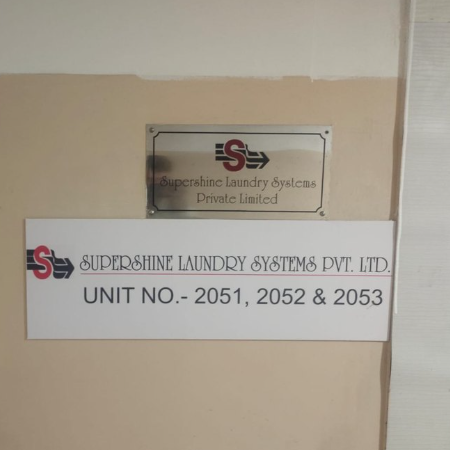 S
Supershine Laundry Systems
Private Limited
S
SUPERSHINE LAUNDRY SYSTEMS PVT. LTD.
UNIT NO.- 2051, 2052 & 2053